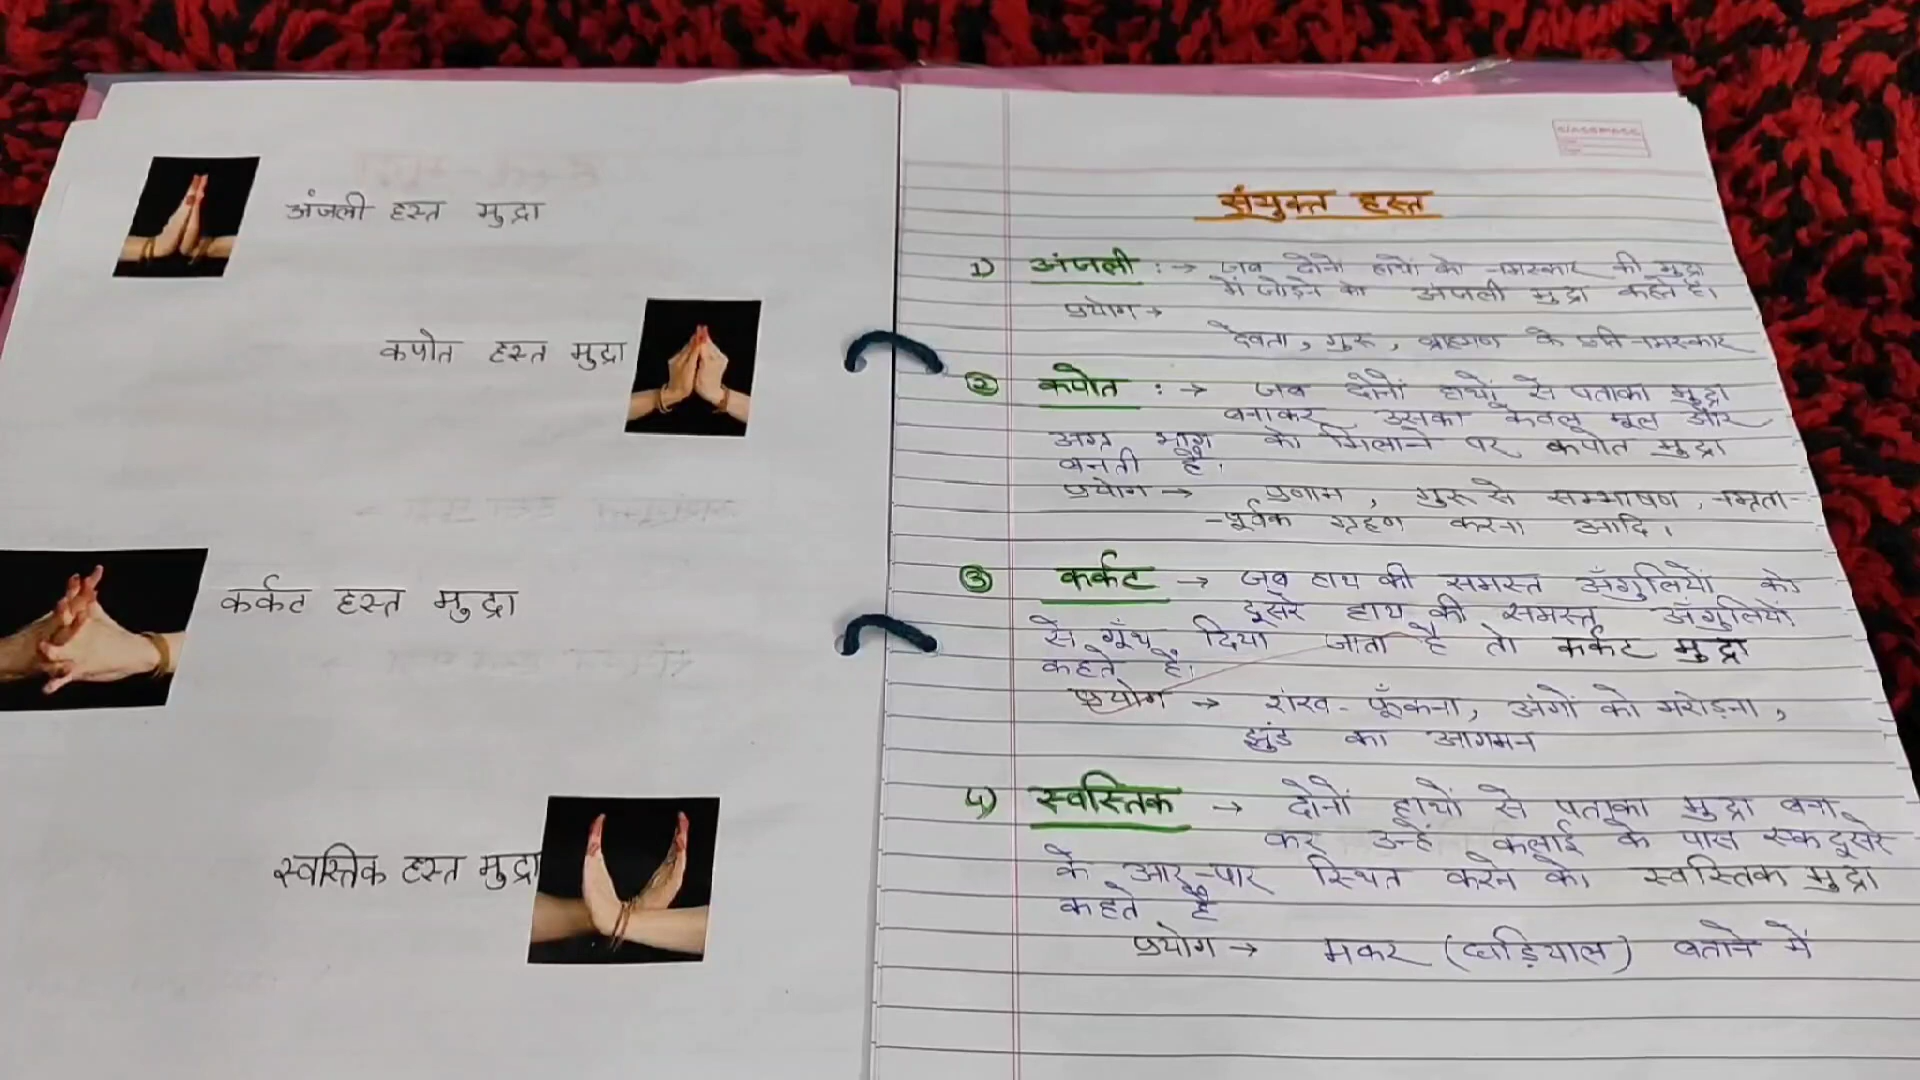 अंजली हस्त मुद्रा
कपोत हस्त मुद्रा
कर्कट हस्त मुद्रा
स्वस्तिक हस्त मुद्रा
classmate
संयुक्त हस्त
1) अंजली :→ जब दोनों हाथों को नमस्कार की मुद्रा
में जोड़ने को अंजली मुद्रा कहते है।
प्रयोग →
देवता, गुरू, ब्राह्मण के प्रति नमस्कार
② कपोत :→ जब दोनों हाथों से पताका मुद्रा
बनाकर उसका केवल मूल और
अग्र भाग को मिलाने पर कपोत मुद्रा
बनती है।
प्रयोग → प्रणाम, गुरू से सम्भाषण, नम्रता-
-पूर्वक ग्रहण करना आदि।
③ कर्कट → जब हाथ की समस्त अँगुलियों को
दूसरे हाथ की समस्त अँगुलियों
से गूँथ दिया जाता है तो कर्कट मुद्रा
कहते है।
प्रयोग → शंख-फूँकना, अंगों को मरोड़ना,
झुंड का आगमन
4) स्वस्तिक → दोनों हाथों से पताका मुद्रा बना
कर उन्हें कलाई के पास एक दूसरे
के आर-पार स्थित करने को स्वस्तिक मुद्रा
कहते है
प्रयोग → मकर (घड़ियाल) बताने में